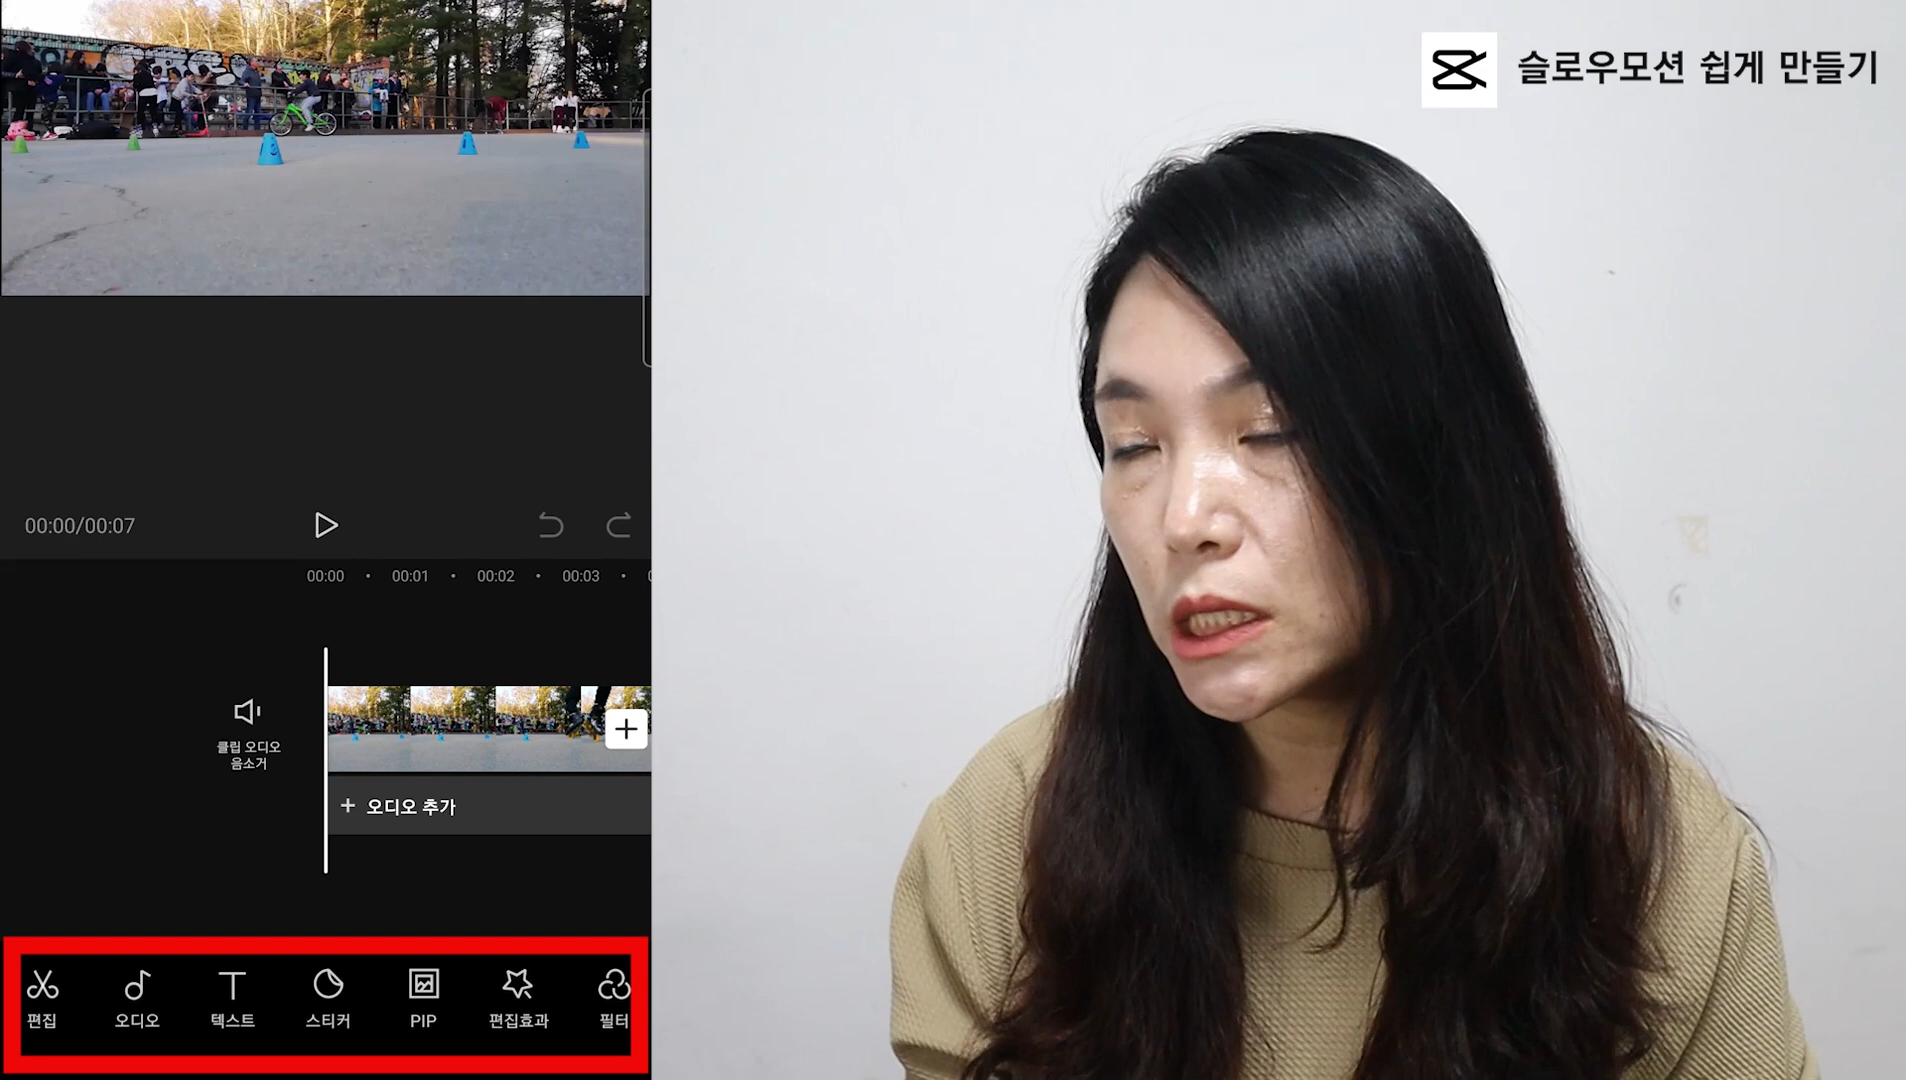 슬로우모션 쉽게 만들기
00:00/00:07
00:00 00:01 00:02 00:03
클립 오디오
음소거
+ 오디오 추가
편집 오디오 텍스트 스티커 PIP 편집효과 필터